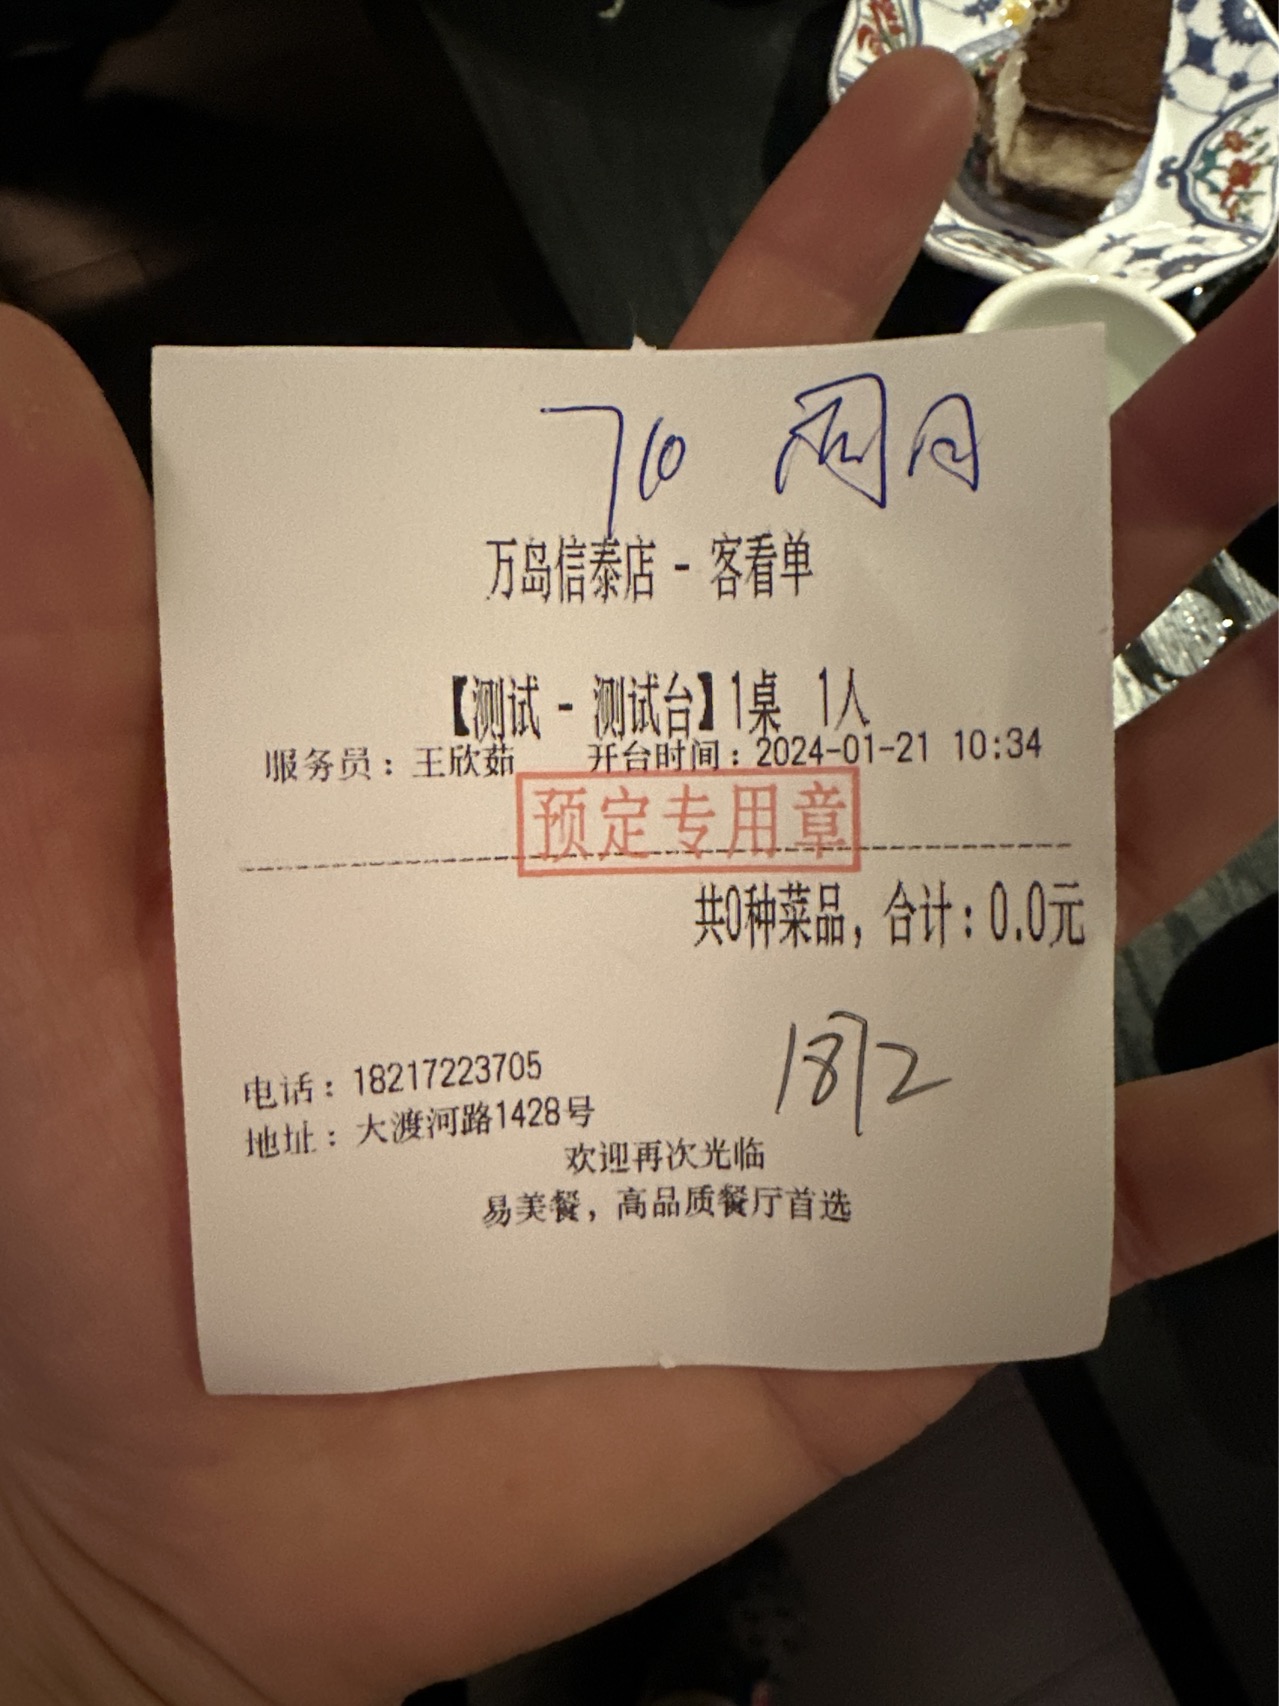 710 周日
万岛信泰店 - 客看单
【测试 - 测试台】1桌 1人
服务员：王欣茹 开台时间：2024-01-21 10:34
预定专用章
共0种菜品，合计：0.0元
电话：18217223705
地址：大渡河路1428号
欢迎再次光临
易美餐，高品质餐厅首选